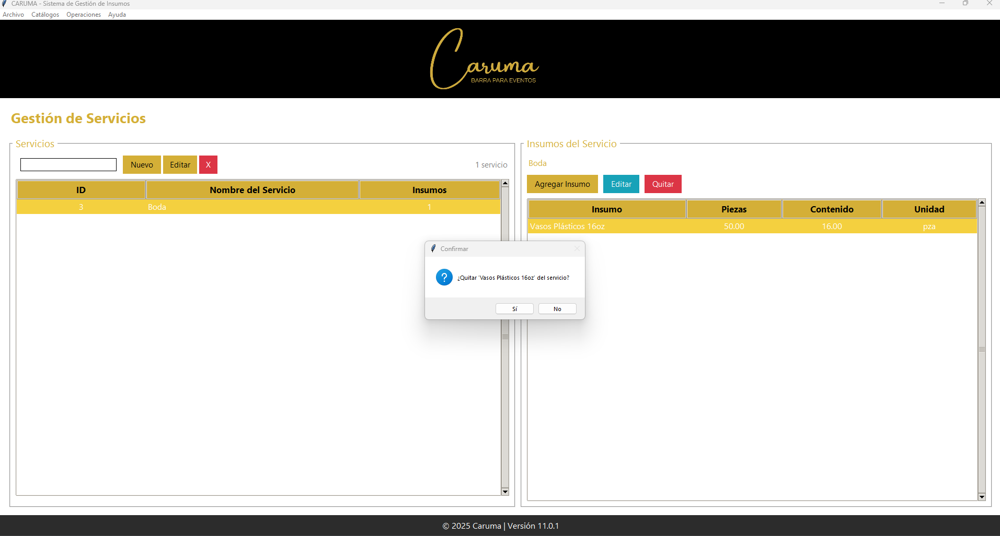 CARUMA - Sistema de Gestión de Insumos
Archivo Catálogos Operaciones Ayuda
Caruma
BARRA PARA EVENTOS
Gestión de Servicios
Servicios
Nuevo Editar X 1 servicio
ID Nombre del Servicio Insumos
3 Boda 1
Insumos del Servicio
Boda
Agregar Insumo Editar Quitar
Insumo Piezas Contenido Unidad
Vasos Plásticos 16oz 50.00 16.00 pza
Confirmar
¿Quitar 'Vasos Plásticos 16oz' del servicio?
Sí No
© 2025 Caruma | Versión 11.0.1